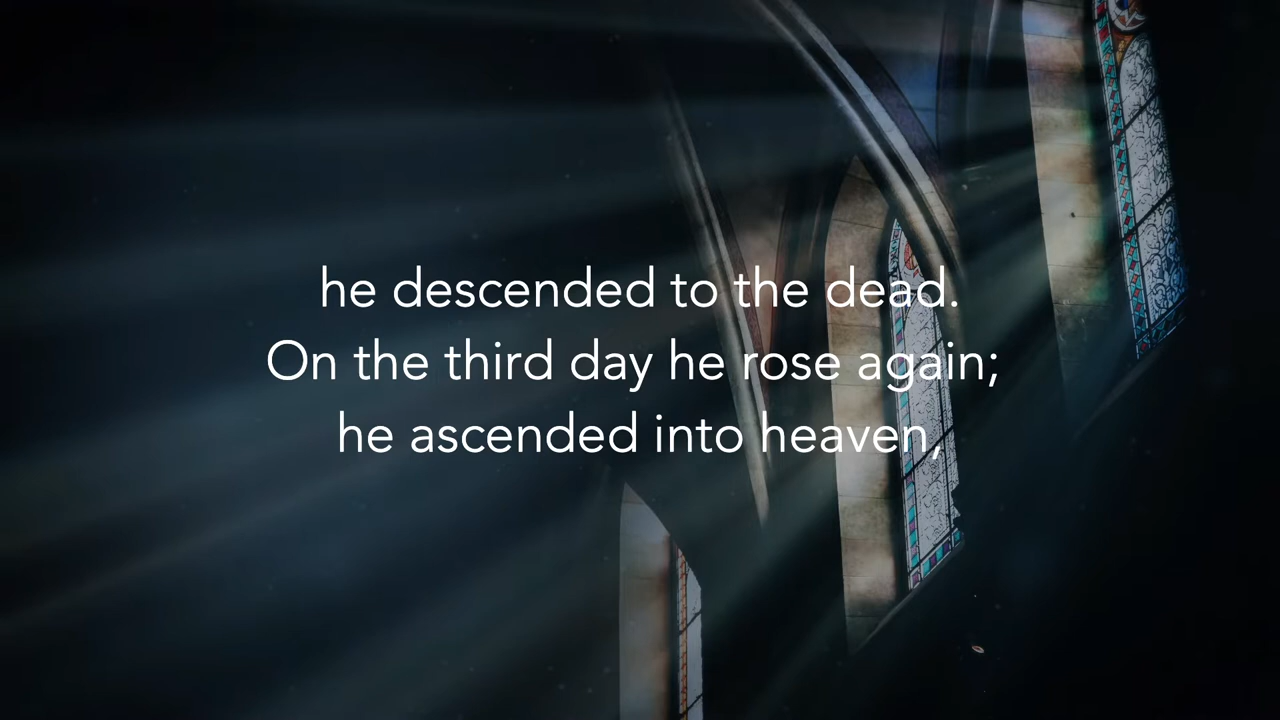 he descended to the dead.
On the third day he rose again;
he ascended into heaven,